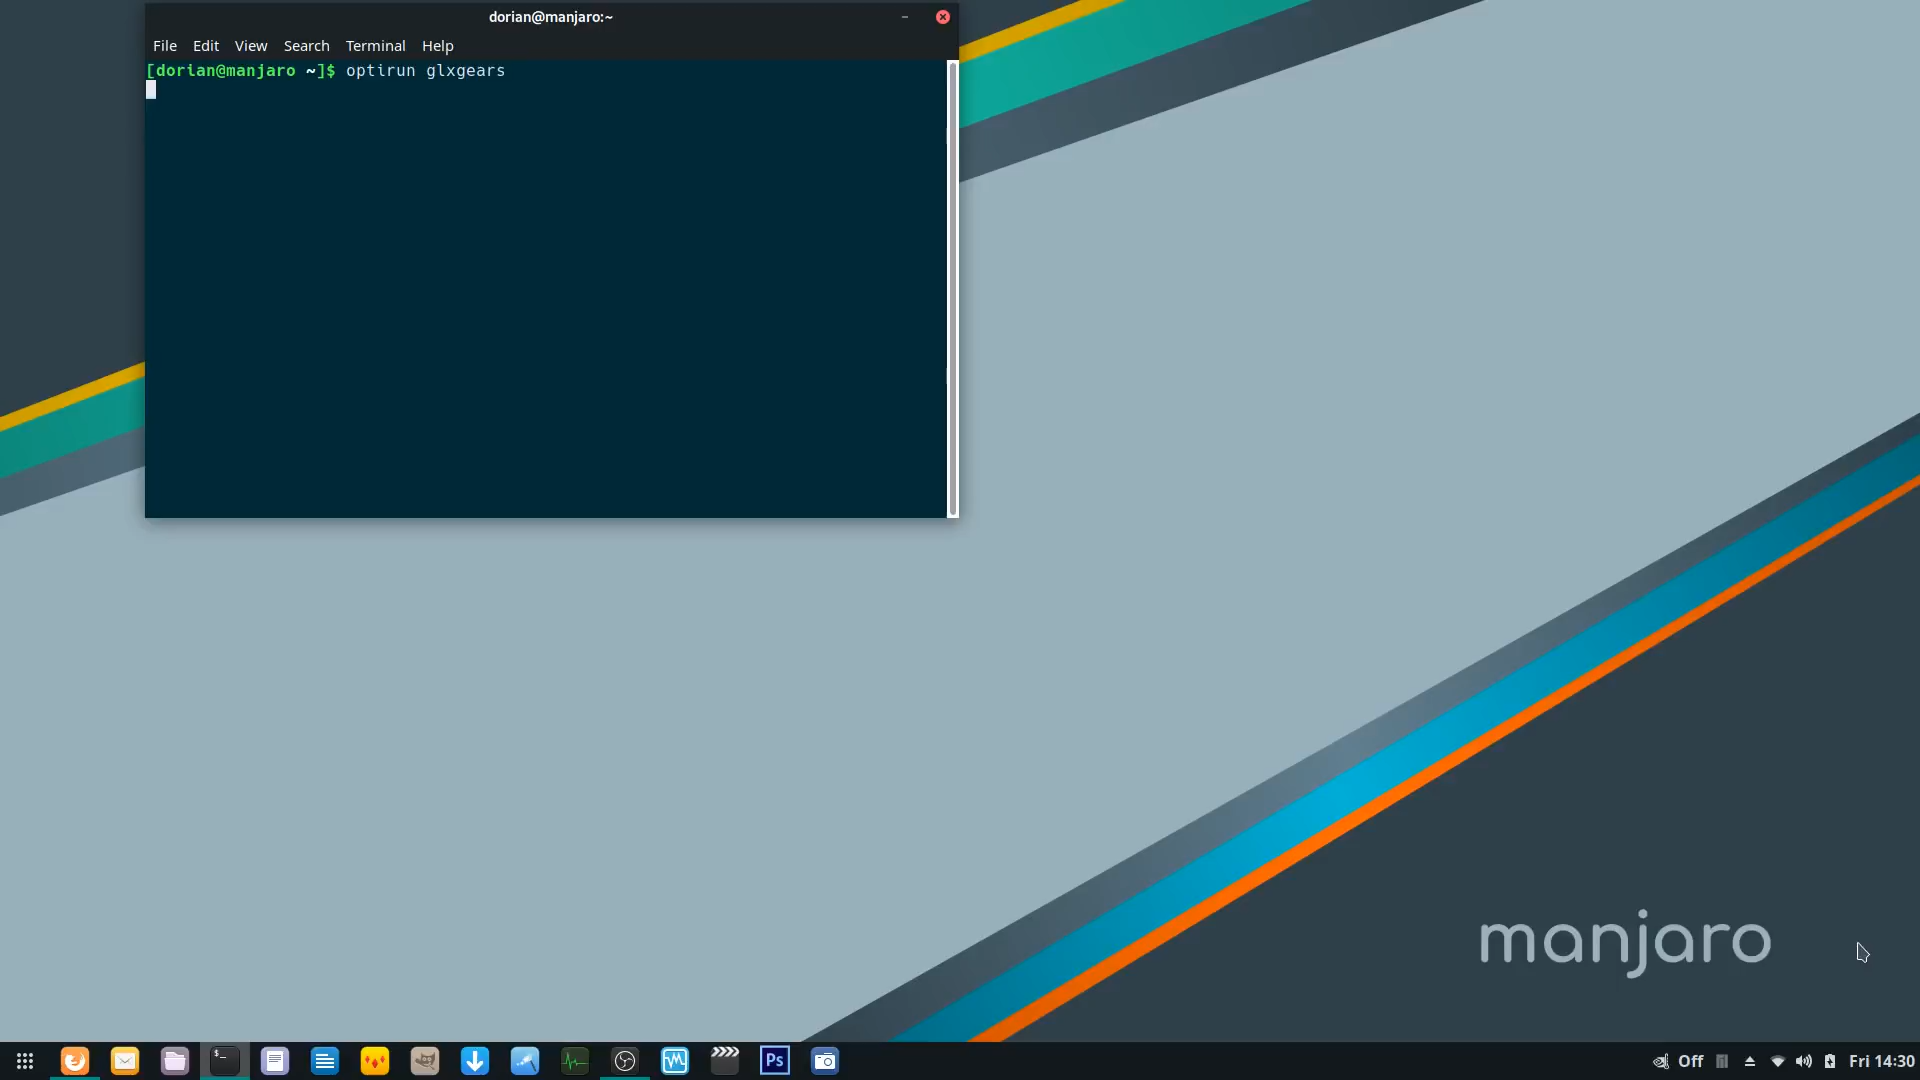 dorian@manjaro:~
File Edit View Search Terminal Help
[dorian@manjaro ~]$ optirun glxgears
manjaro
$_
Ps
Off
Fri 14:30